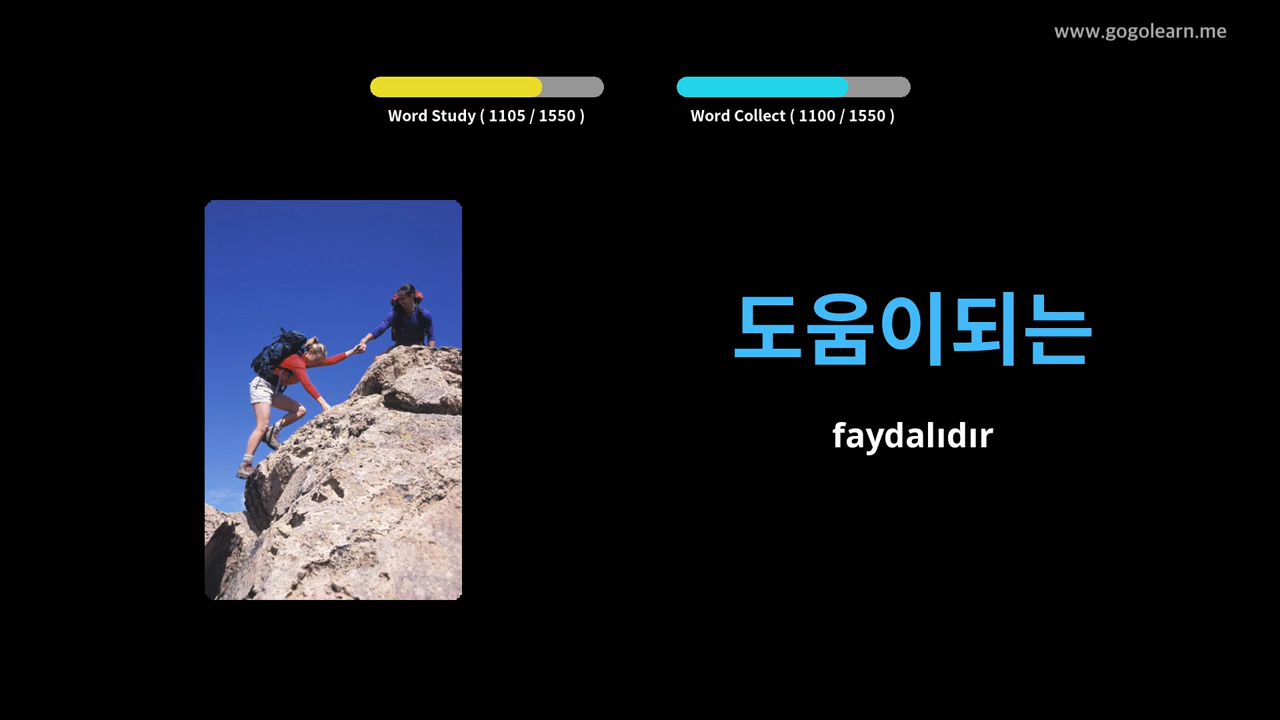 www.gogolearn.me
Word Study ( 1105 / 1550 )
Word Collect ( 1100 / 1550 )
도움이되는
faydalıdır